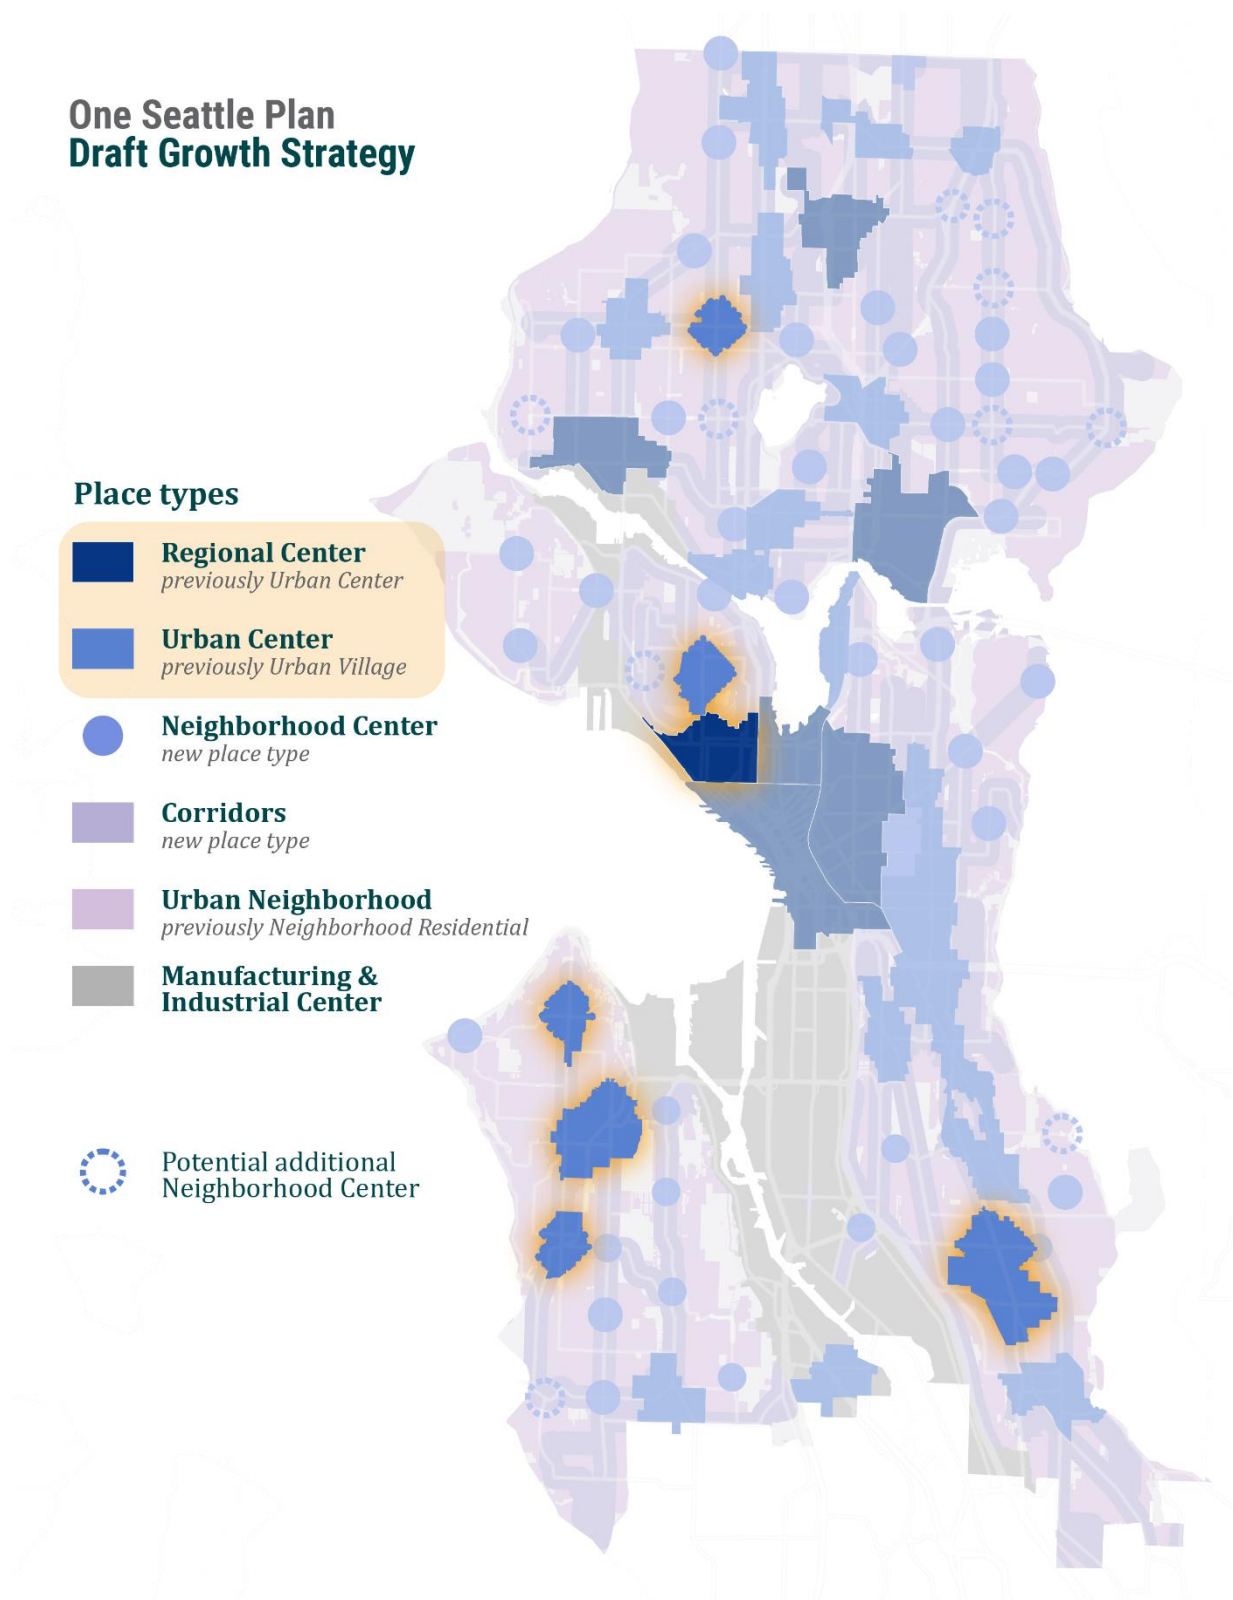 One Seattle Plan
Draft Growth Strategy
Place types
Regional Center
previously Urban Center
Urban Center
previously Urban Village
Neighborhood Center
new place type
Corridors
new place type
Urban Neighborhood
previously Neighborhood Residential
Manufacturing &
Industrial Center
Potential additional
Neighborhood Center